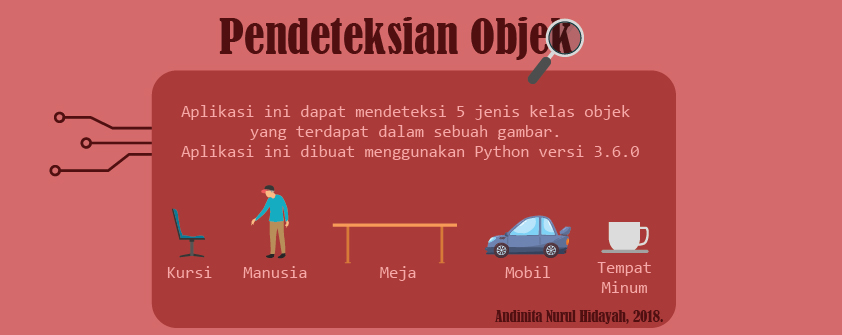 Pendeteksian Objek
Aplikasi ini dapat mendeteksi 5 jenis kelas objek
yang terdapat dalam sebuah gambar.
Aplikasi ini dibuat menggunakan Python versi 3.6.0
Kursi
Manusia
Meja
Mobil
Tempat
Minum
Andinita Nurul Hidayah, 2018.